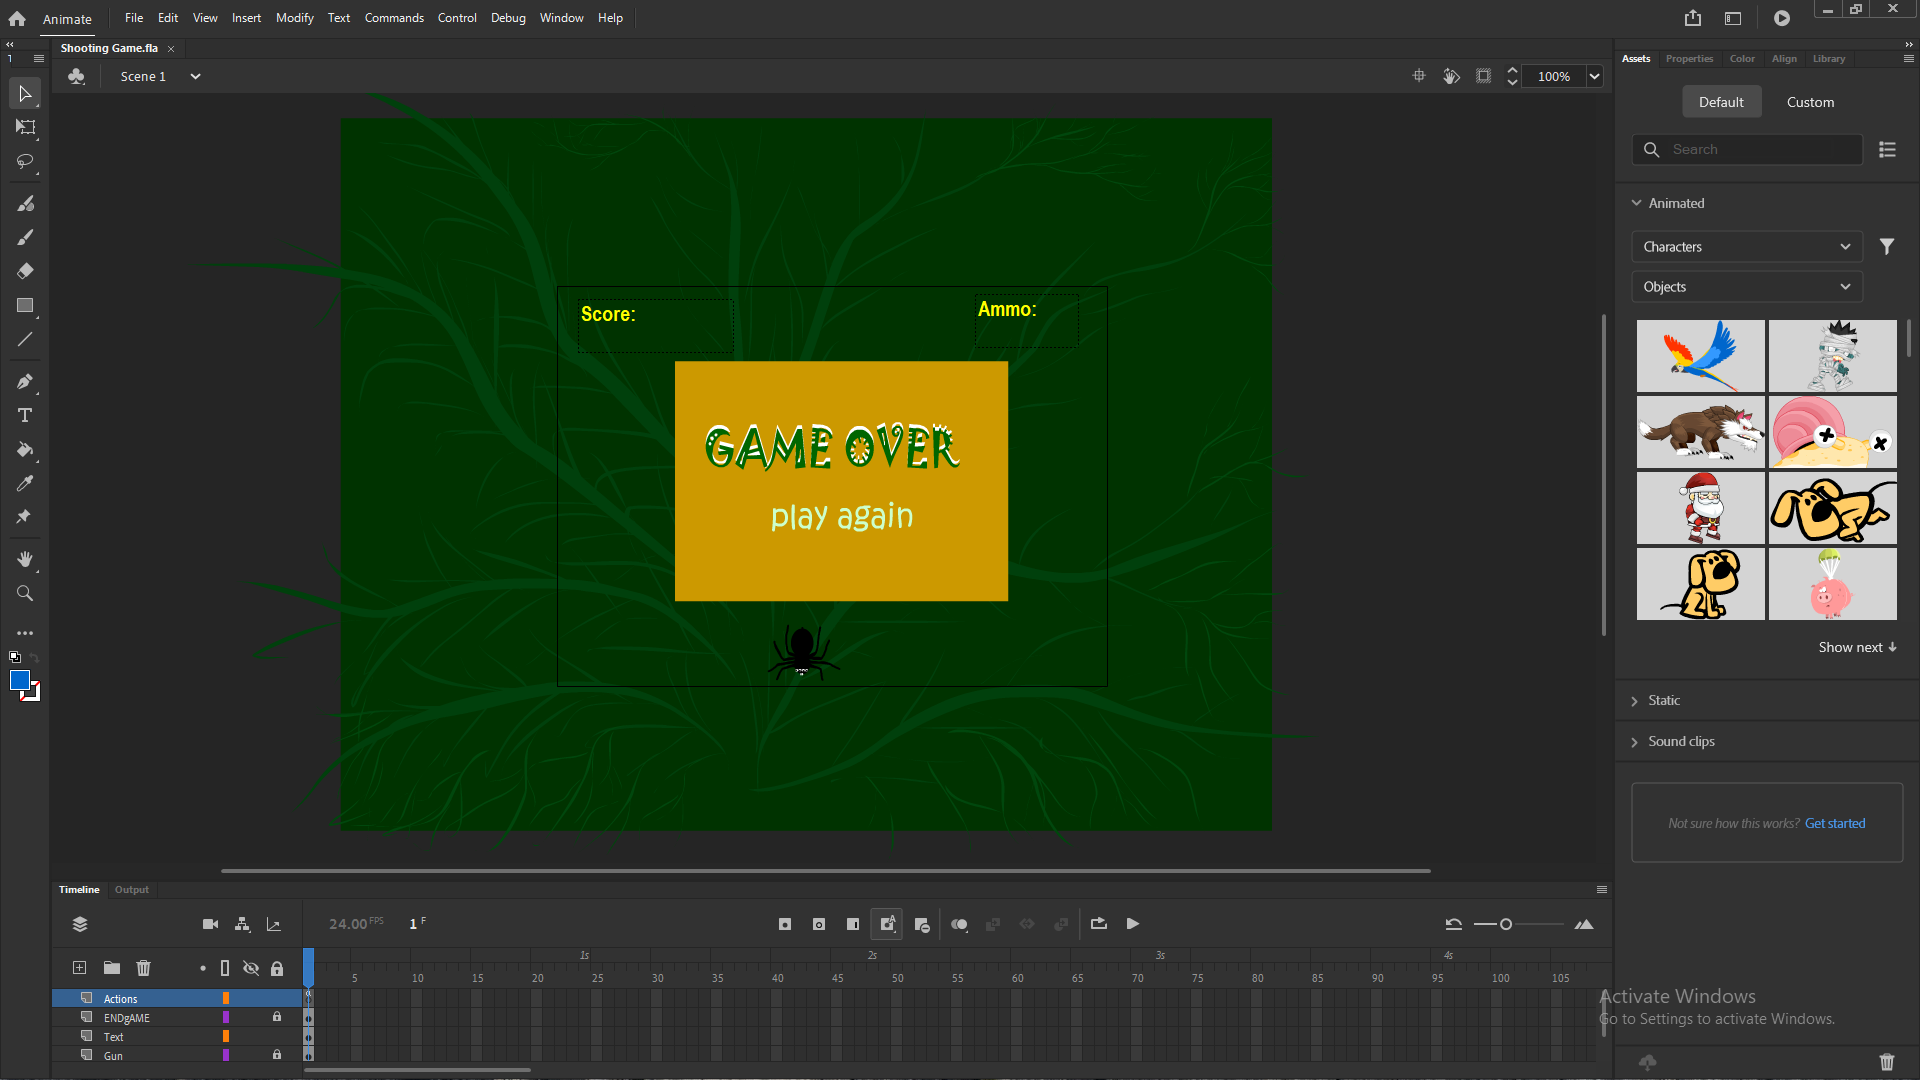 Animate File Edit View Insert Modify Text Commands Control Debug Window Help
Shooting Game.fla ×
Scene 1
100%
Assets Properties Color Align Library
Default Custom
Search
Animated
Characters
Objects
Score:
Ammo:
GAME OVER
play again
Show next
Static
Sound clips
Not sure how this works? Get started
Timeline Output
24.00 FPS 1 F
1s 2s 3s 4s
5 10 15 20 25 30 35 40 45 50 55 60 65 70 75 80 85 90 95 100 105
Actions
ENDgAME
Text
Gun
Activate Windows
Go to Settings to activate Windows.